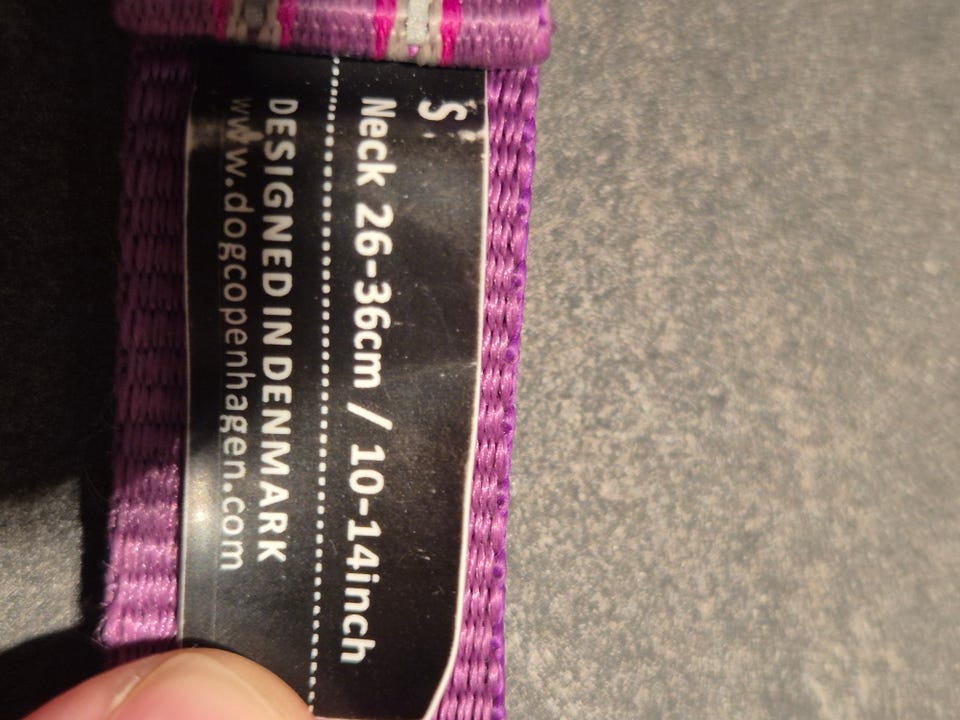 S
Neck 26-36cm / 10-14inch
DESIGNED IN DENMARK
www.dogcopenhagen.com